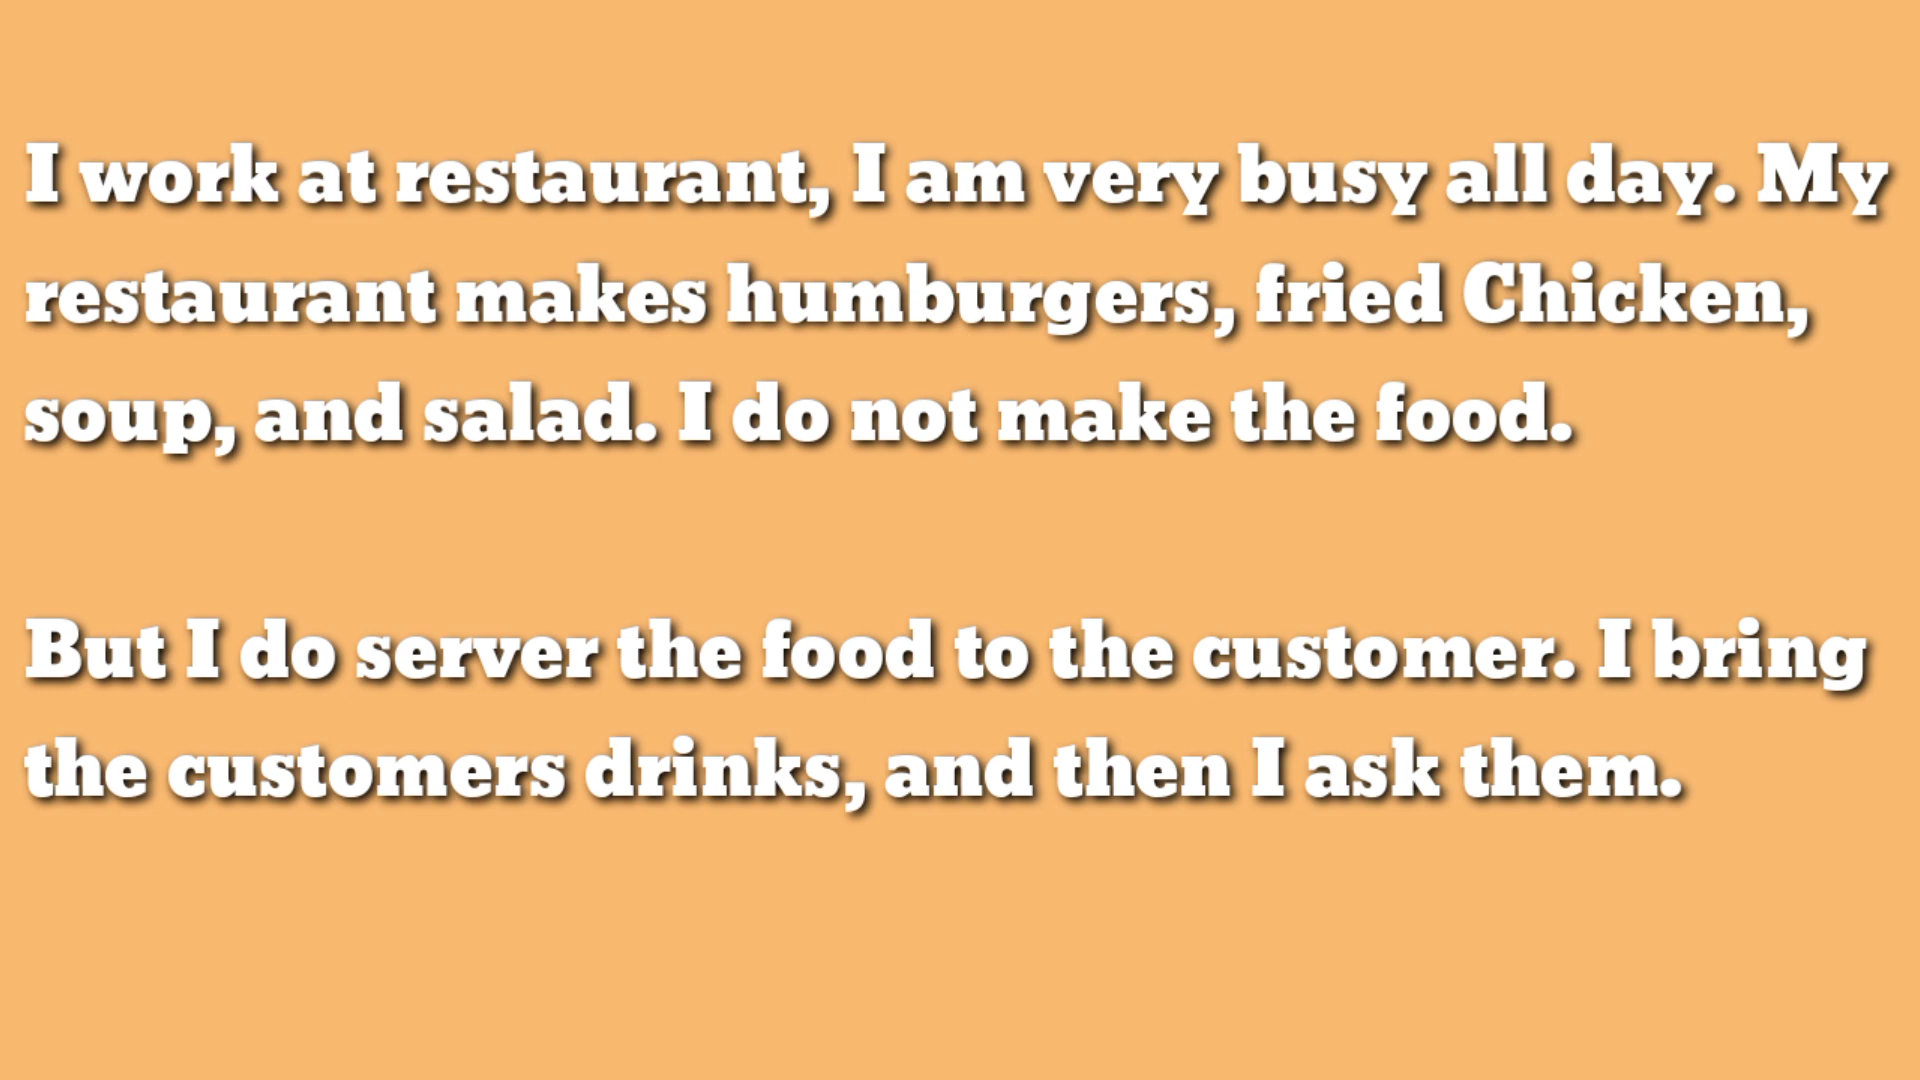 I work at restaurant, I am very busy all day. My
restaurant makes humburgers, fried Chicken,
soup, and salad. I do not make the food.
But I do server the food to the customer. I bring
the customers drinks, and then I ask them.